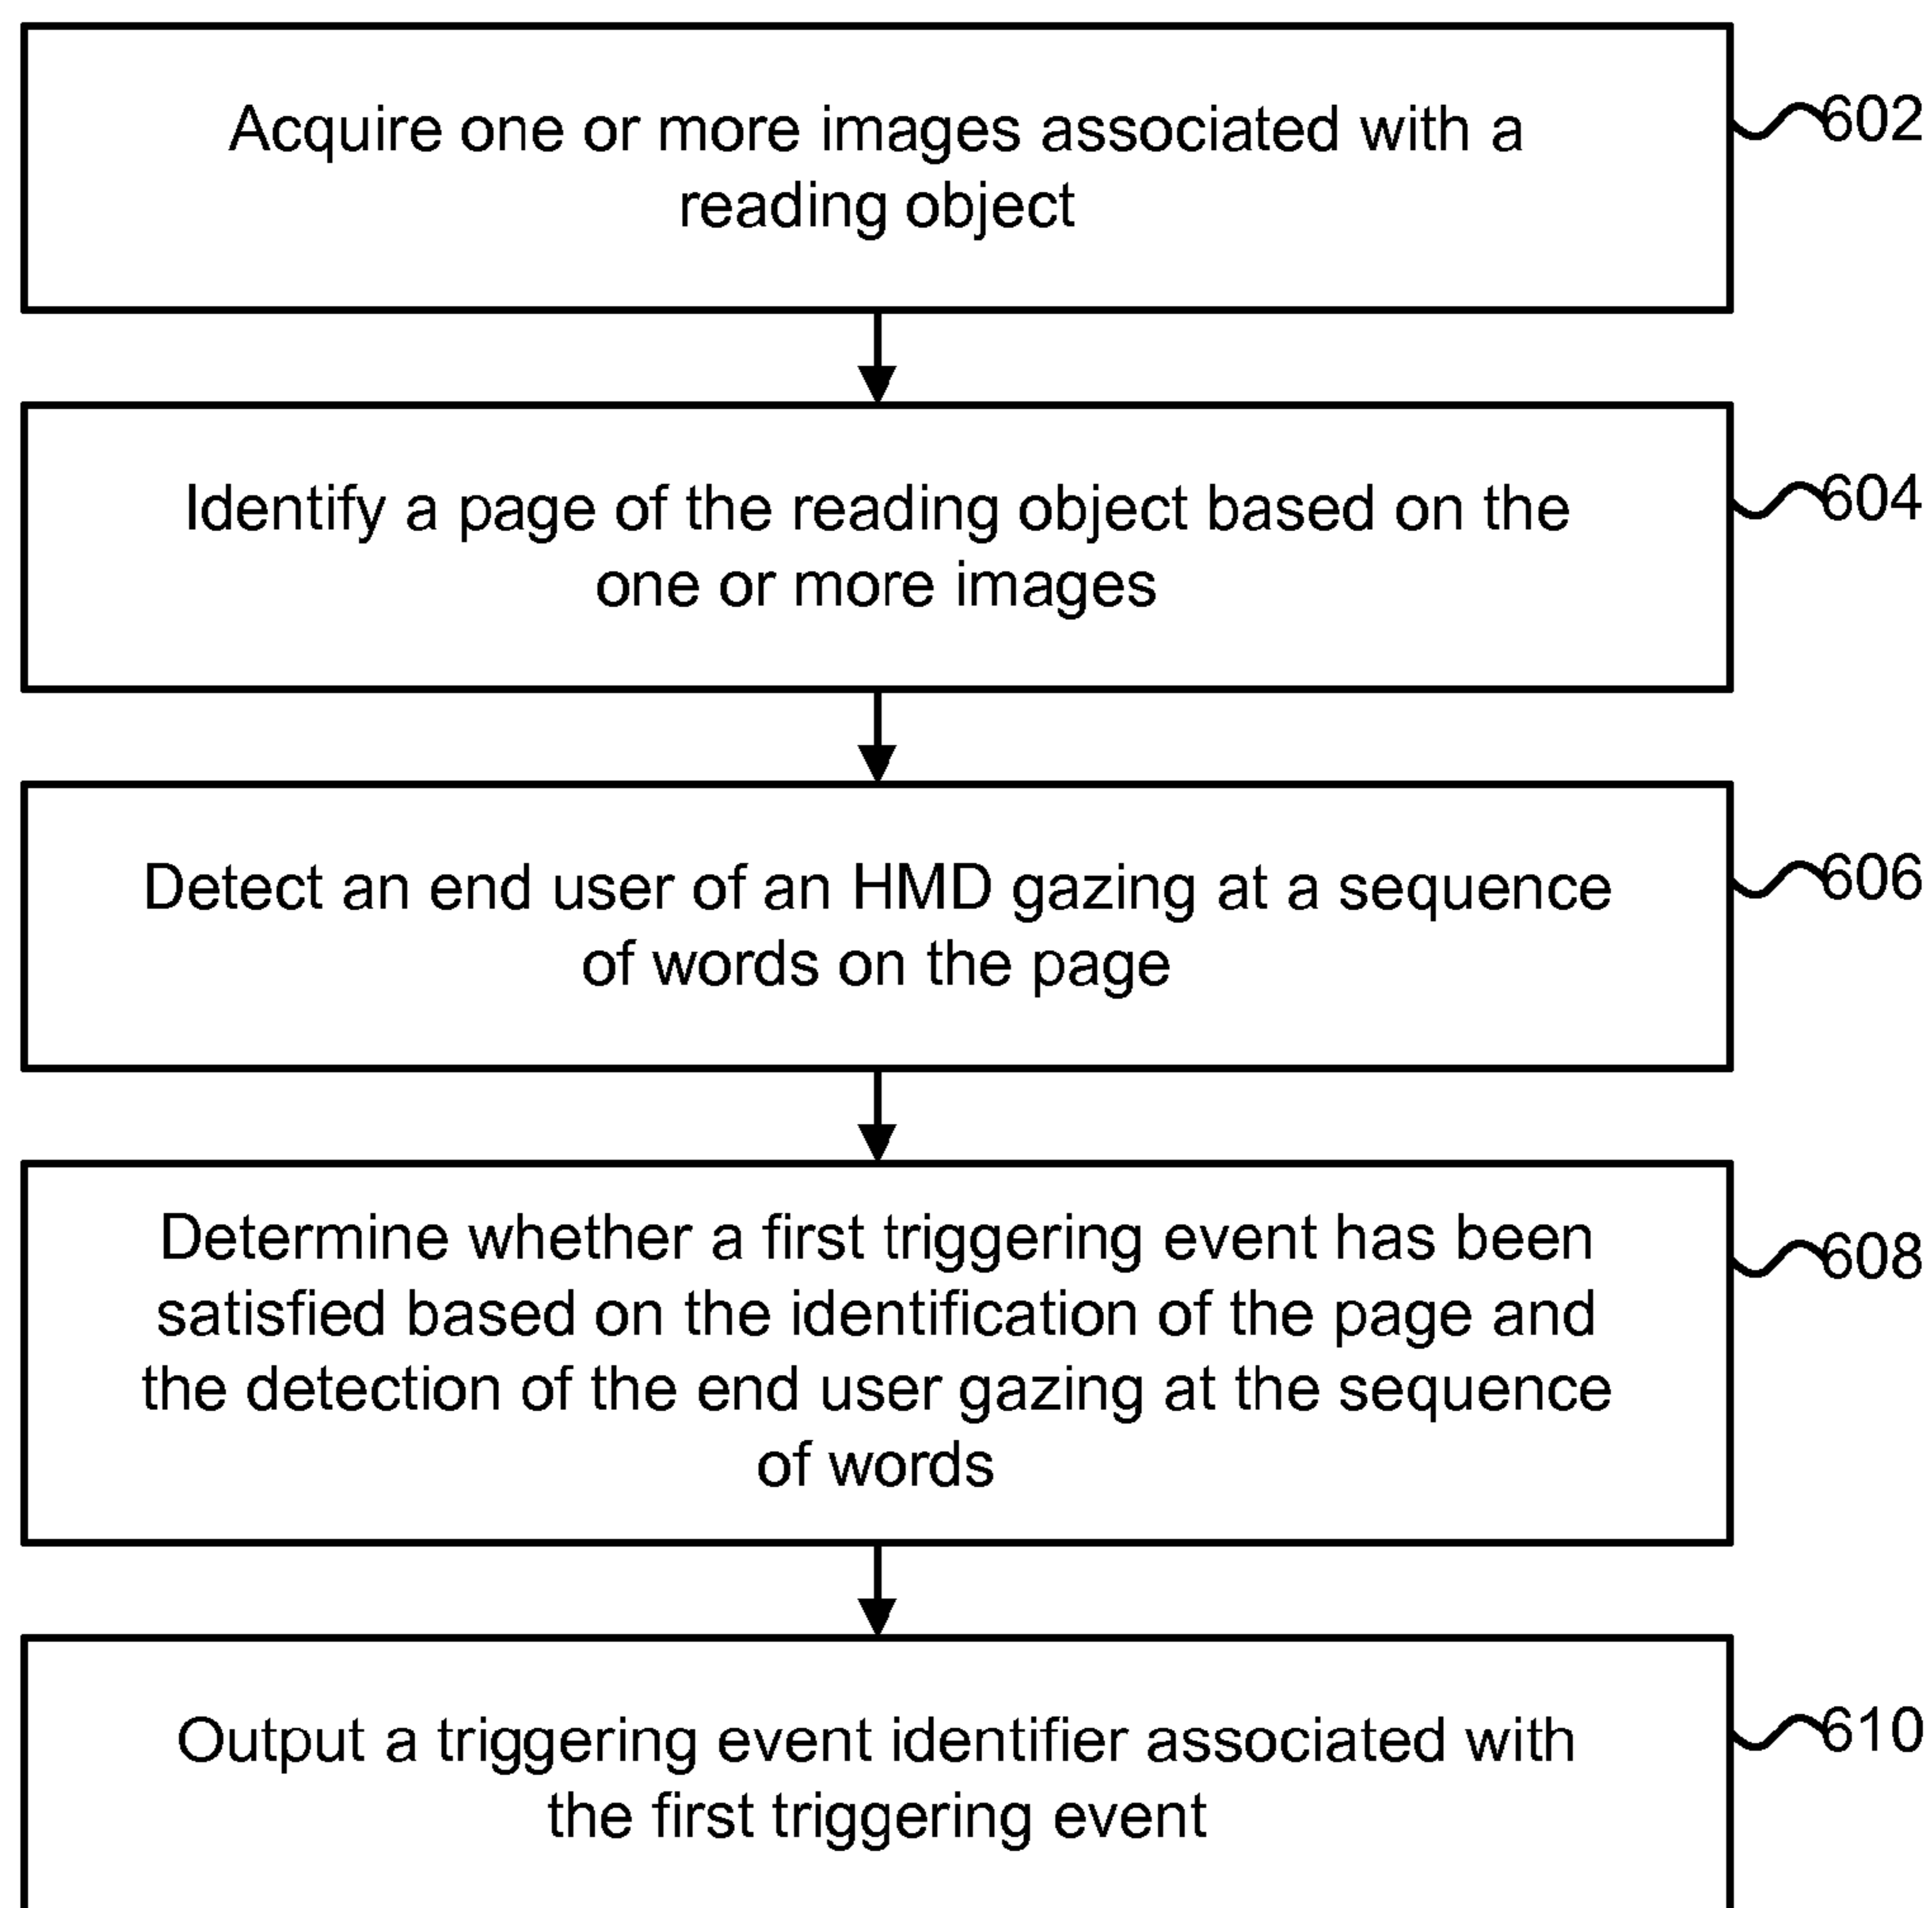 Acquire one or more images associated with a
reading object
602
Identify a page of the reading object based on the
one or more images
604
Detect an end user of an HMD gazing at a sequence
of words on the page
606
Determine whether a first triggering event has been
satisfied based on the identification of the page and
the detection of the end user gazing at the sequence
of words
608
Output a triggering event identifier associated with
the first triggering event
610